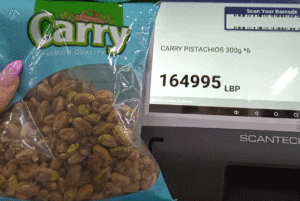 Carry
PREMIUM QUALITY
Scan Your Barcode
CARRY PISTACHIOS 300g *6
164995 LBP
SCANTECH